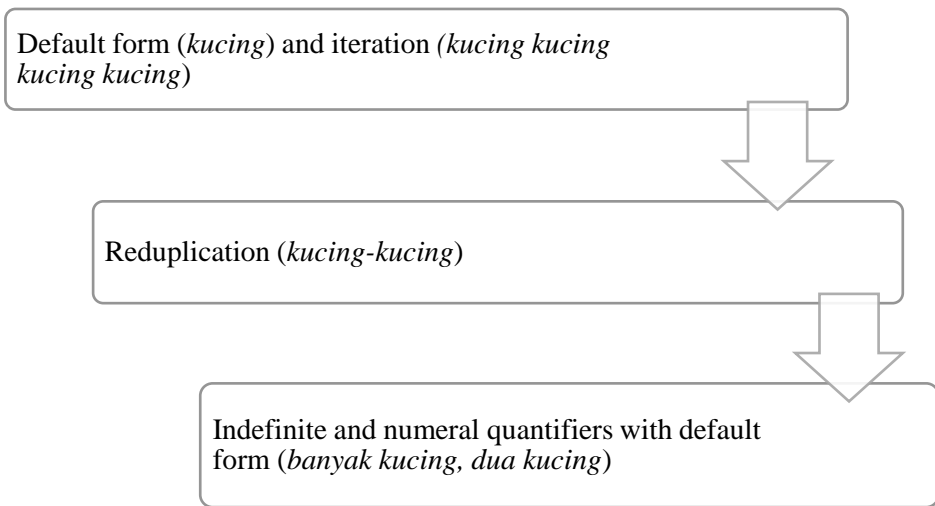 Default form (kucing) and iteration (kucing kucing
kucing kucing)
Reduplication (kucing-kucing)
Indefinite and numeral quantifiers with default
form (banyak kucing, dua kucing)